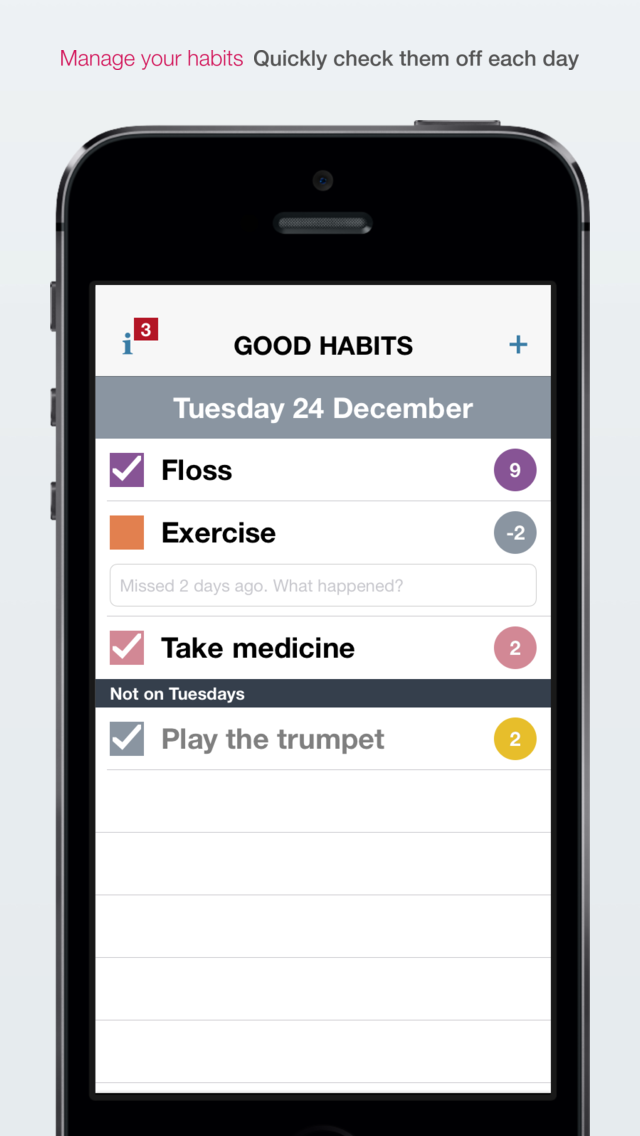 Manage your habits Quickly check them off each day
i 3 GOOD HABITS +
Tuesday 24 December
Floss 9
Exercise -2
Missed 2 days ago. What happened?
Take medicine 2
Not on Tuesdays
Play the trumpet 2